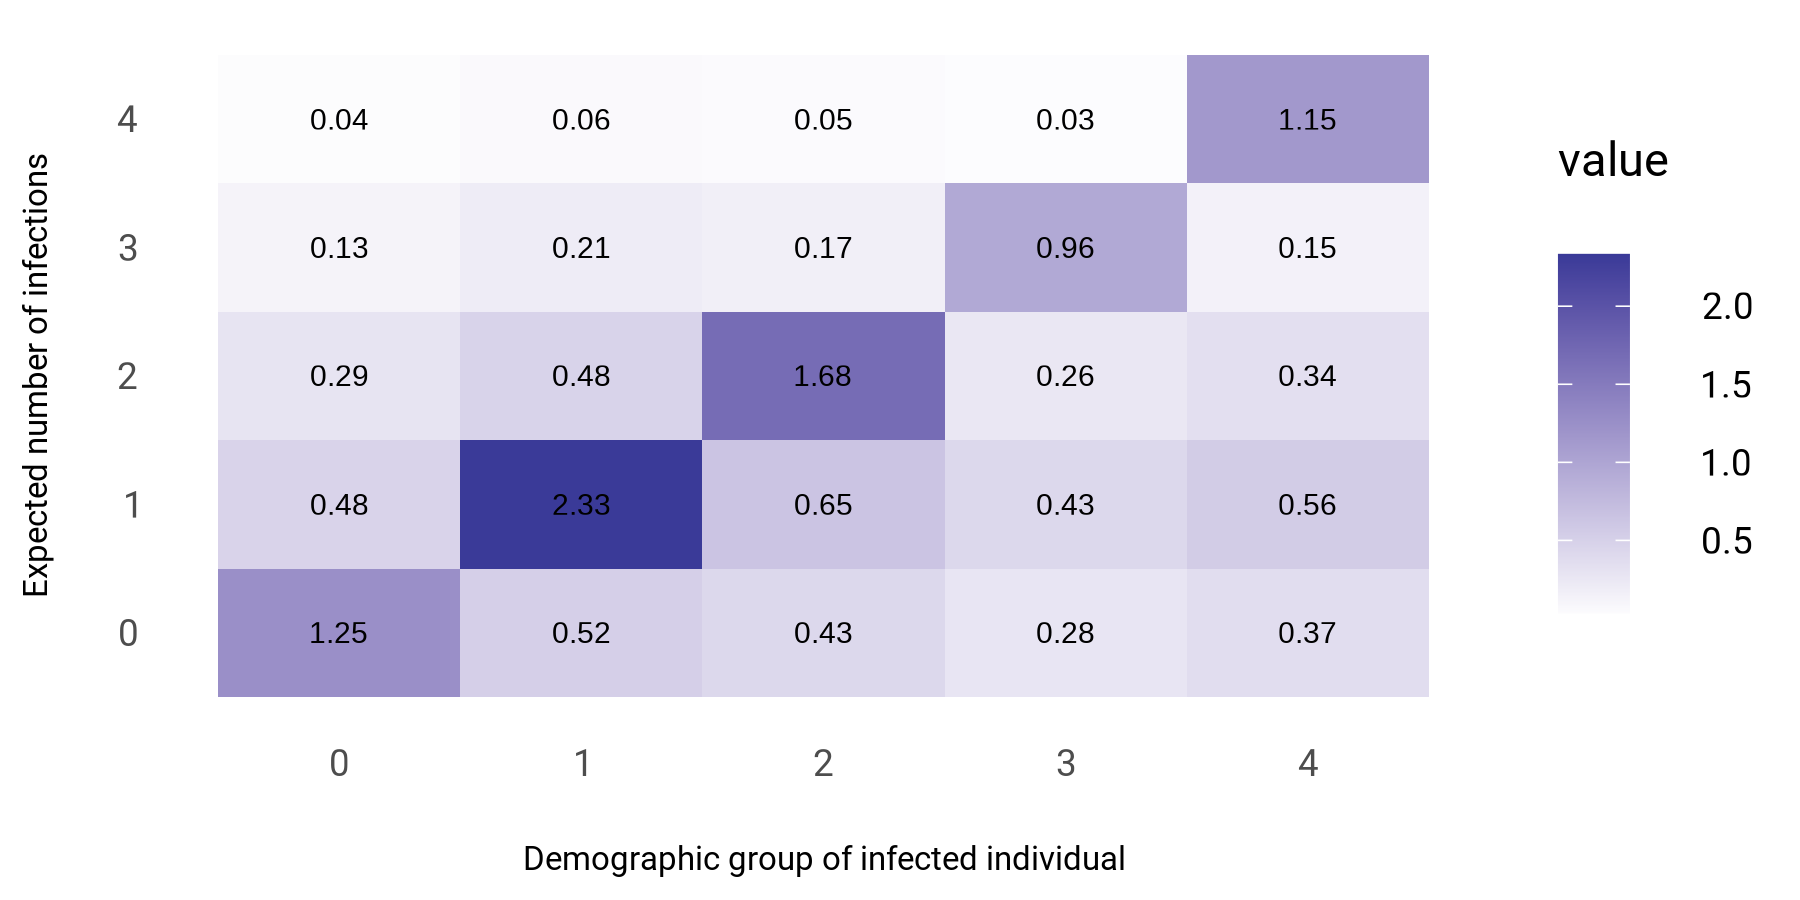 Expected number of infections
4 0.04 0.06 0.05 0.03 1.15
3 0.13 0.21 0.17 0.96 0.15
2 0.29 0.48 1.68 0.26 0.34
1 0.48 2.33 0.65 0.43 0.56
0 1.25 0.52 0.43 0.28 0.37
0 1 2 3 4
Demographic group of infected individual
value
2.0
1.5
1.0
0.5